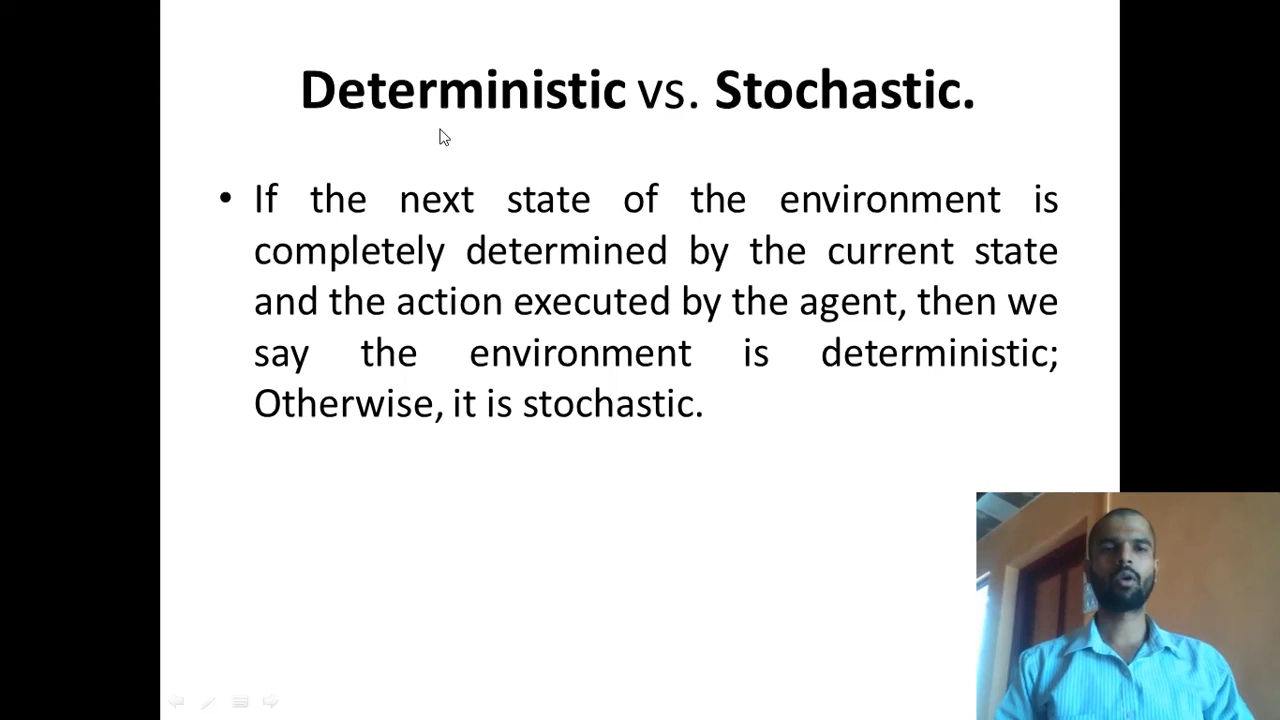 Deterministic vs. Stochastic.
• If the next state of the environment is
completely determined by the current state
and the action executed by the agent, then we
say the environment is deterministic;
Otherwise, it is stochastic.